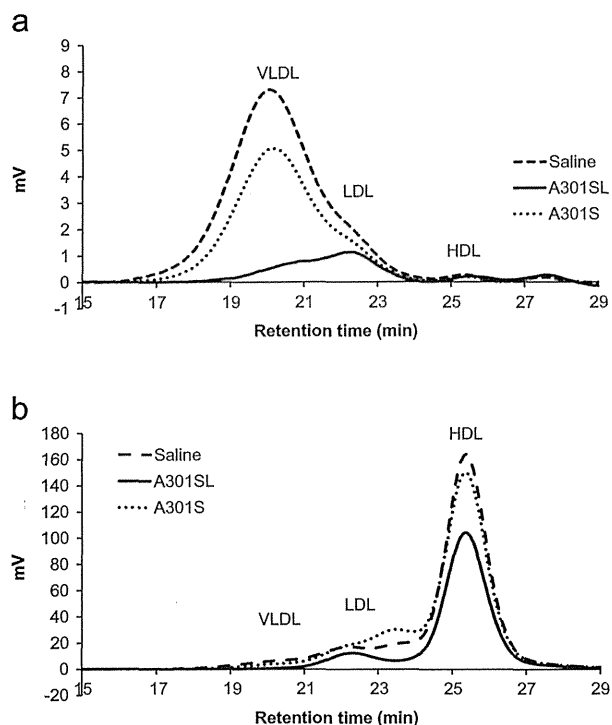 a
9
8
7
6
5
4
3
2
1
0
-1
mV
VLDL
LDL
HDL
Saline
A301SL
A301S
15 17 19 21 23 25 27 29
Retention time (min)
b
180
160
140
120
100
80
60
40
20
0
-20
mV
Saline
A301SL
A301S
VLDL
LDL
HDL
15 17 19 21 23 25 27 29
Retention time (min)